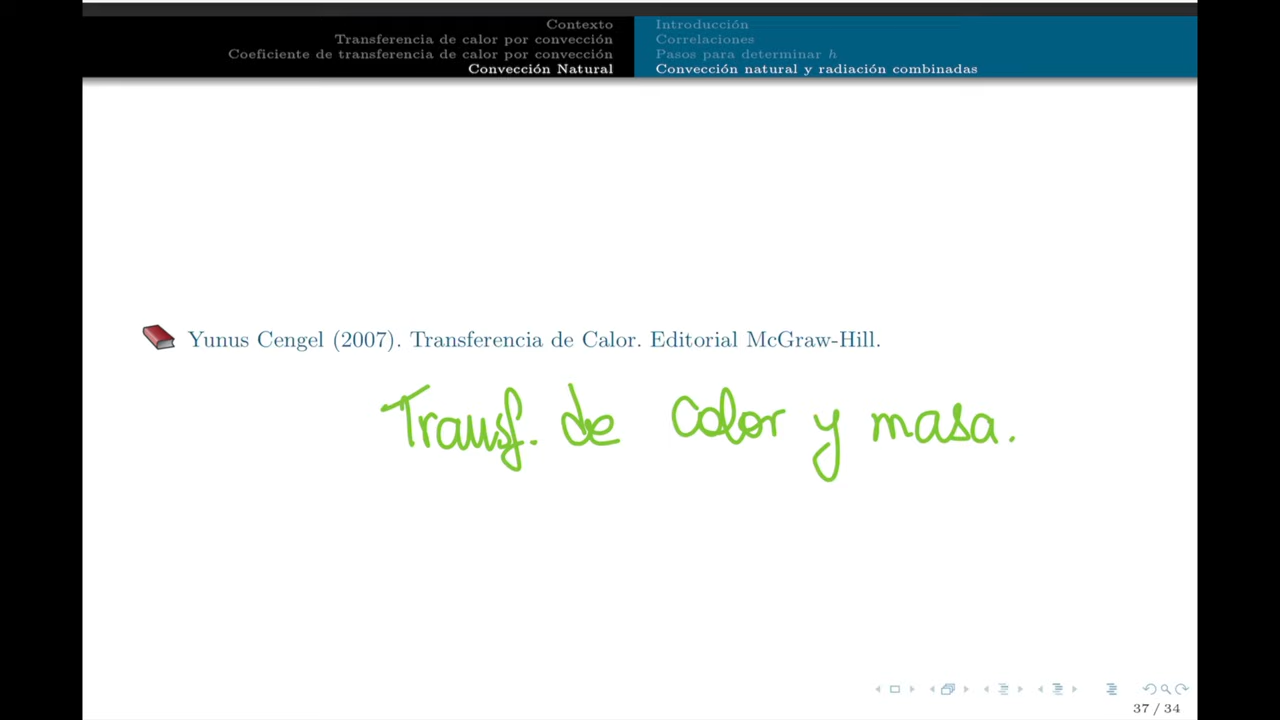 Contexto
Transferencia de calor por convección
Coeficiente de transferencia de calor por convección
Convección Natural
Introducción
Correlaciones
Pasos para determinar h
Convección natural y radiación combinadas
Yunus Cengel (2007). Transferencia de Calor. Editorial McGraw-Hill.
Transf. de calor y masa.
37 / 34